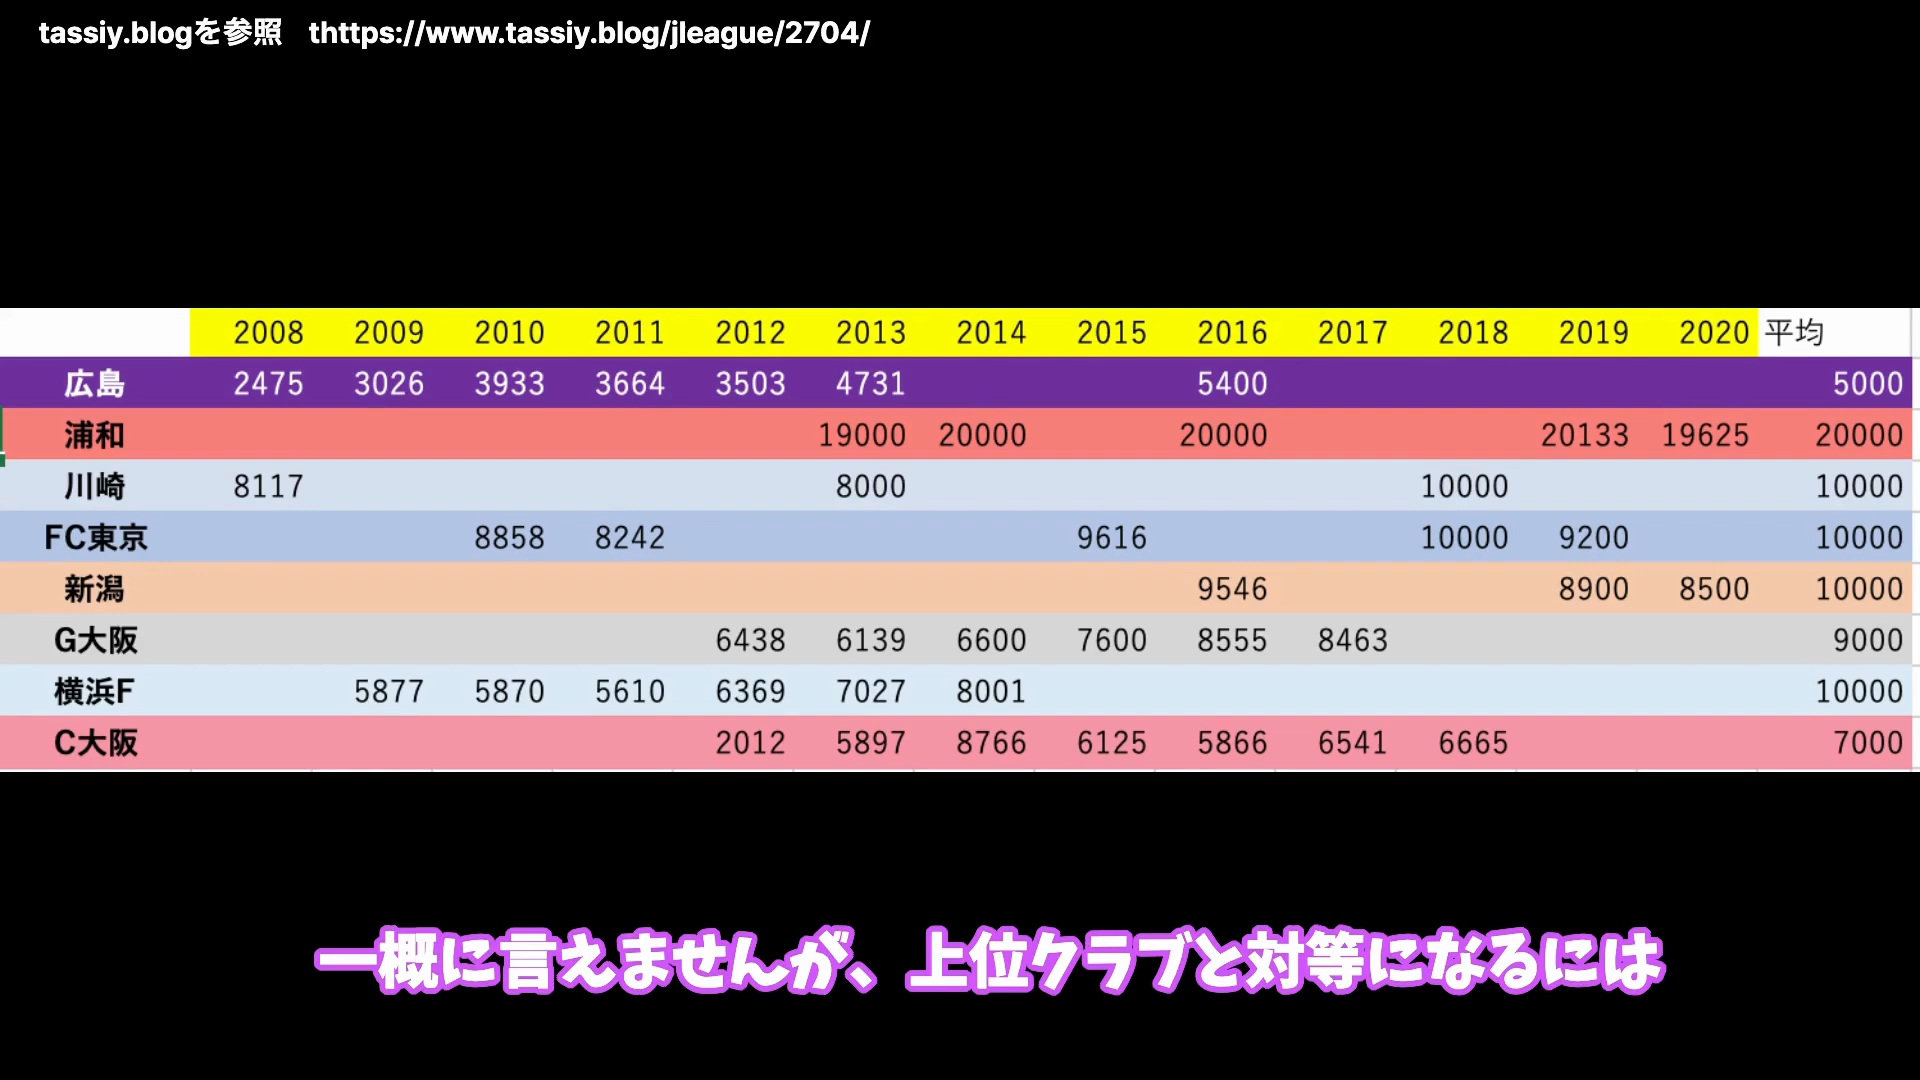 tassiy.blogを参照 thttps://www.tassiy.blog/jleague/2704/
2008 2009 2010 2011 2012 2013 2014 2015 2016 2017 2018 2019 2020 平均
広島 2475 3026 3933 3664 3503 4731 5400 5000
浦和 19000 20000 20000 20133 19625 20000
川崎 8117 8000 10000 10000
FC東京 8858 8242 9616 10000 9200 10000
新潟 9546 8900 8500 10000
G大阪 6438 6139 6600 7600 8555 8463 9000
横浜F 5877 5870 5610 6369 7027 8001 10000
C大阪 2012 5897 8766 6125 5866 6541 6665 7000
一概に言えませんが、上位クラブと対等になるには